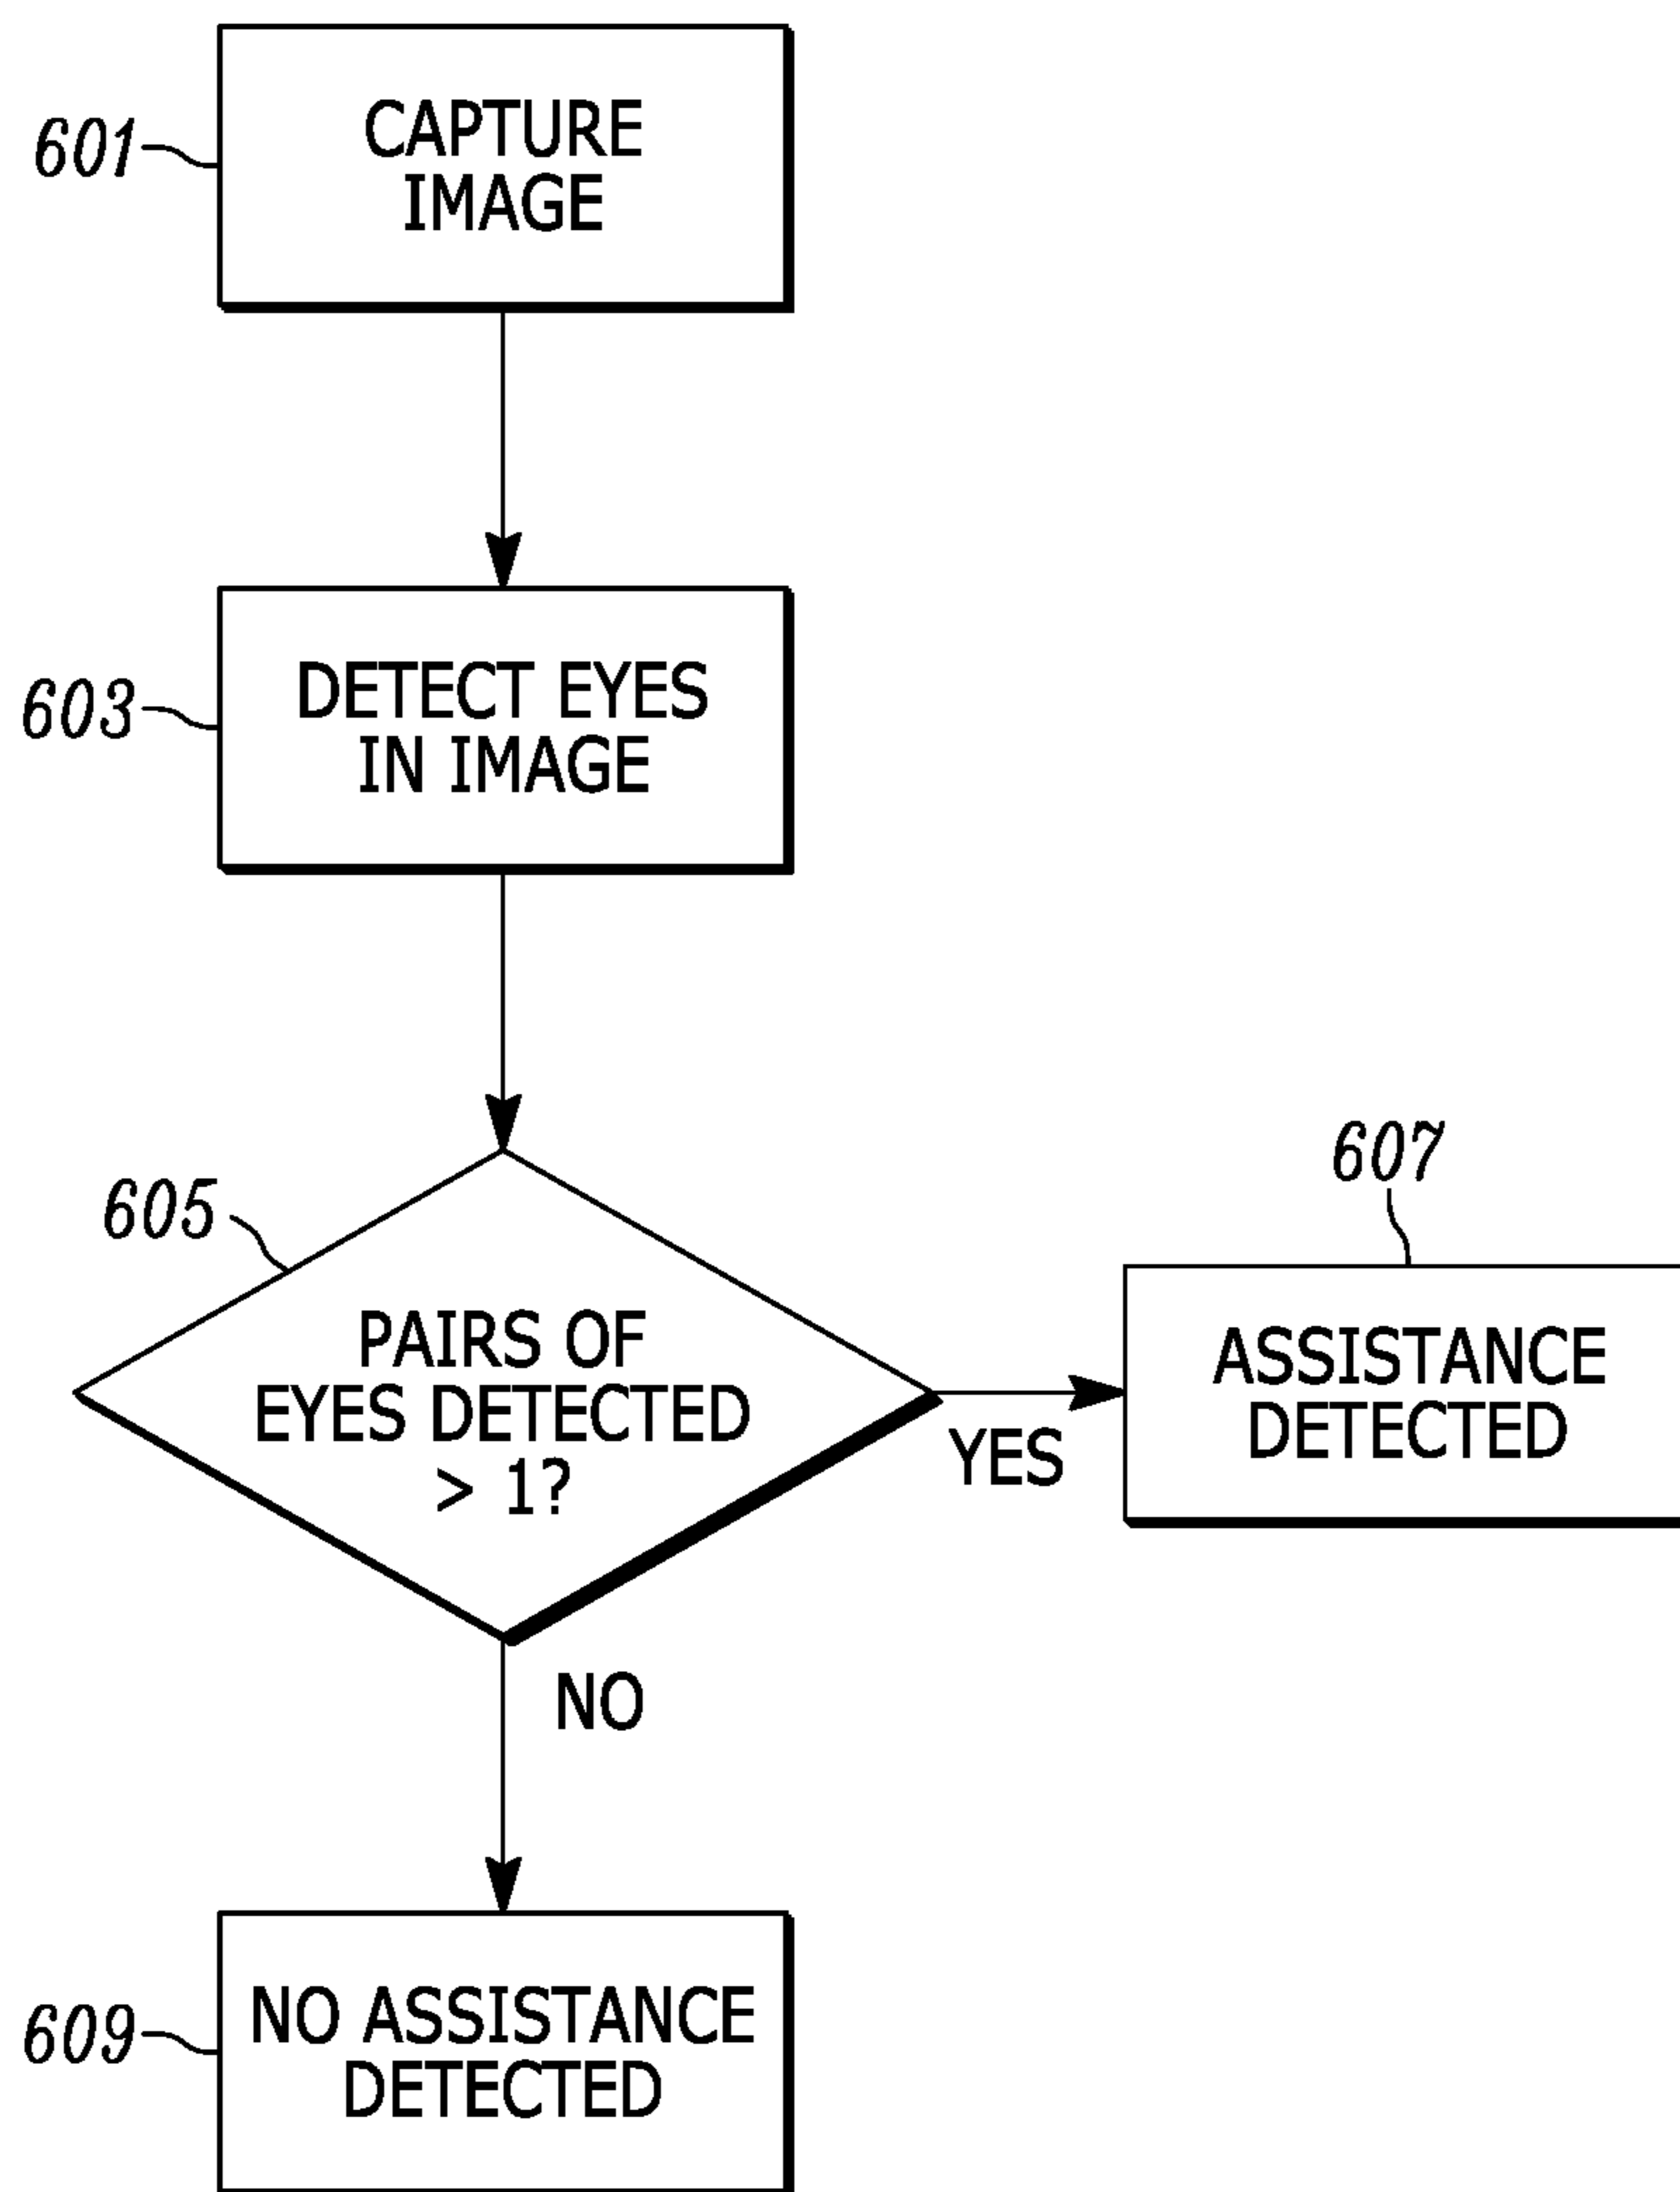 601
CAPTURE
IMAGE
603
DETECT EYES
IN IMAGE
605
PAIRS OF
EYES DETECTED
> 1?
YES
607
ASSISTANCE
DETECTED
NO
609
NO ASSISTANCE
DETECTED